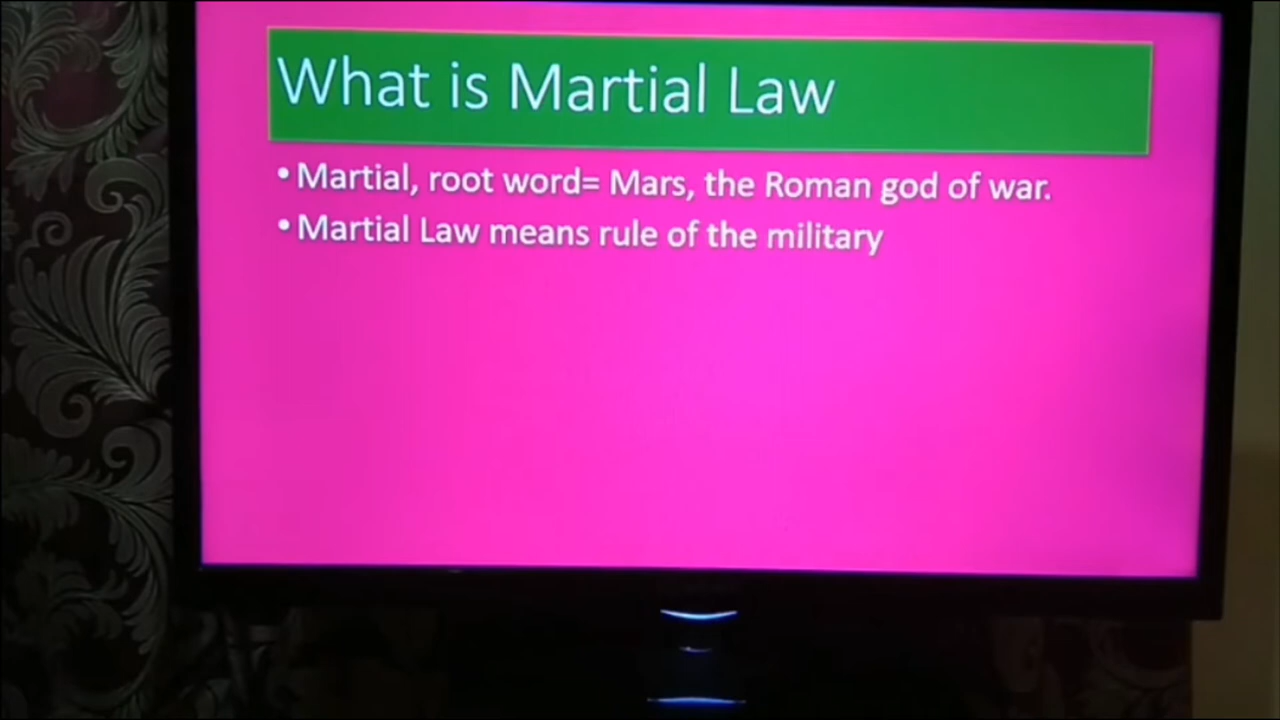 What is Martial Law
• Martial, root word= Mars, the Roman god of war.
• Martial Law means rule of the military